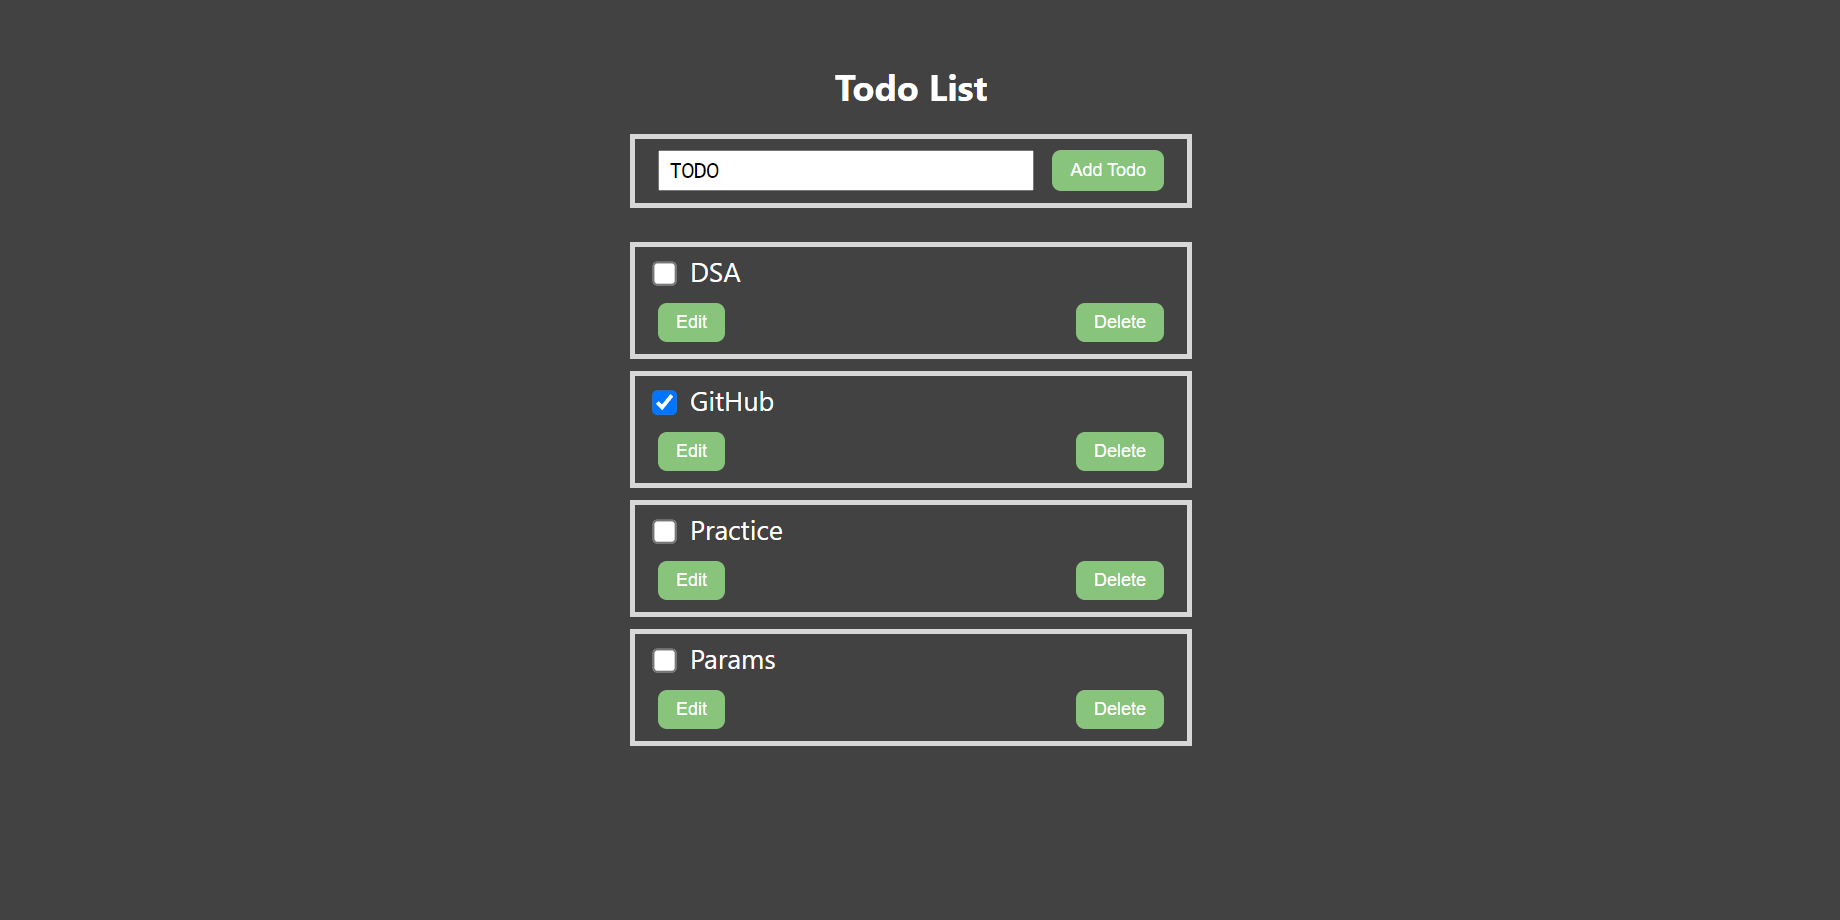 Todo List
TODO Add Todo
DSA
Edit Delete
GitHub
Edit Delete
Practice
Edit Delete
Params
Edit Delete